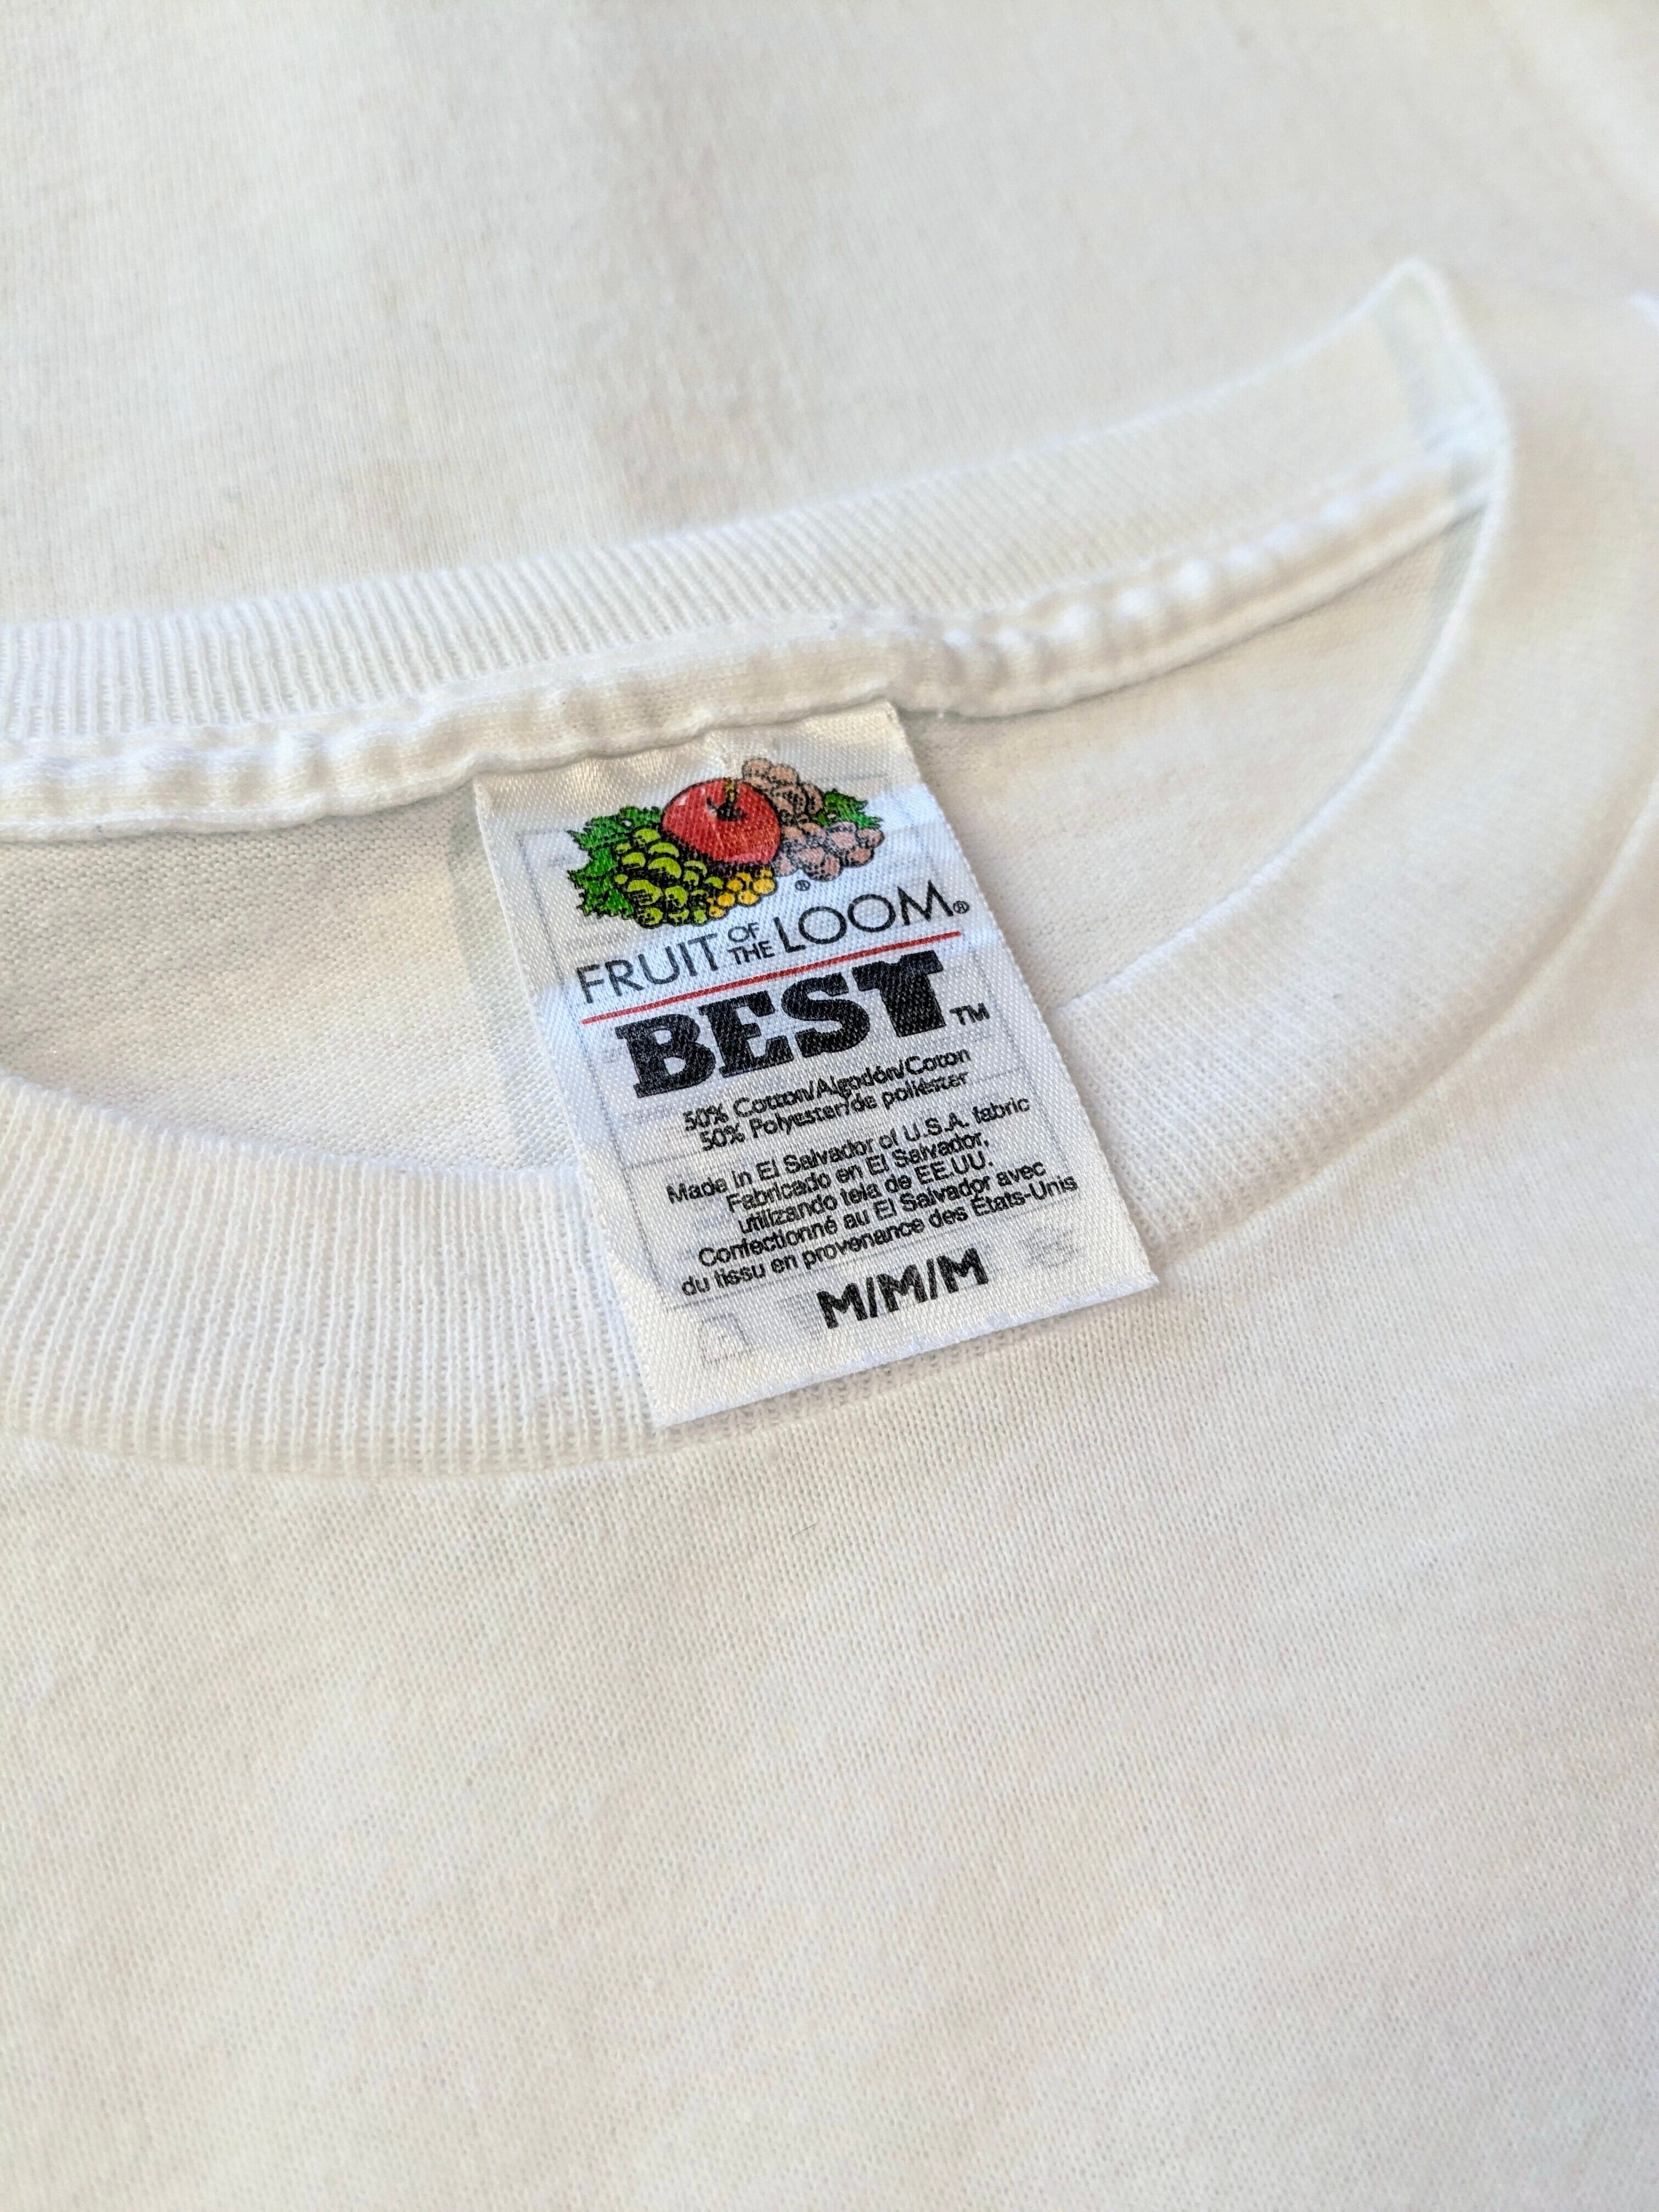 ®
FRUIT OF THE LOOM®
BEST™
50% Cotton/Algodón/Coton
50% Polyester/de poliéster
Made in El Salvador of U.S.A. fabric
Fabricado en El Salvador,
utilizando tela de EE.UU.
Confectionné au El Salvador avec
du tissu en provenance des États-Unis
M/M/M